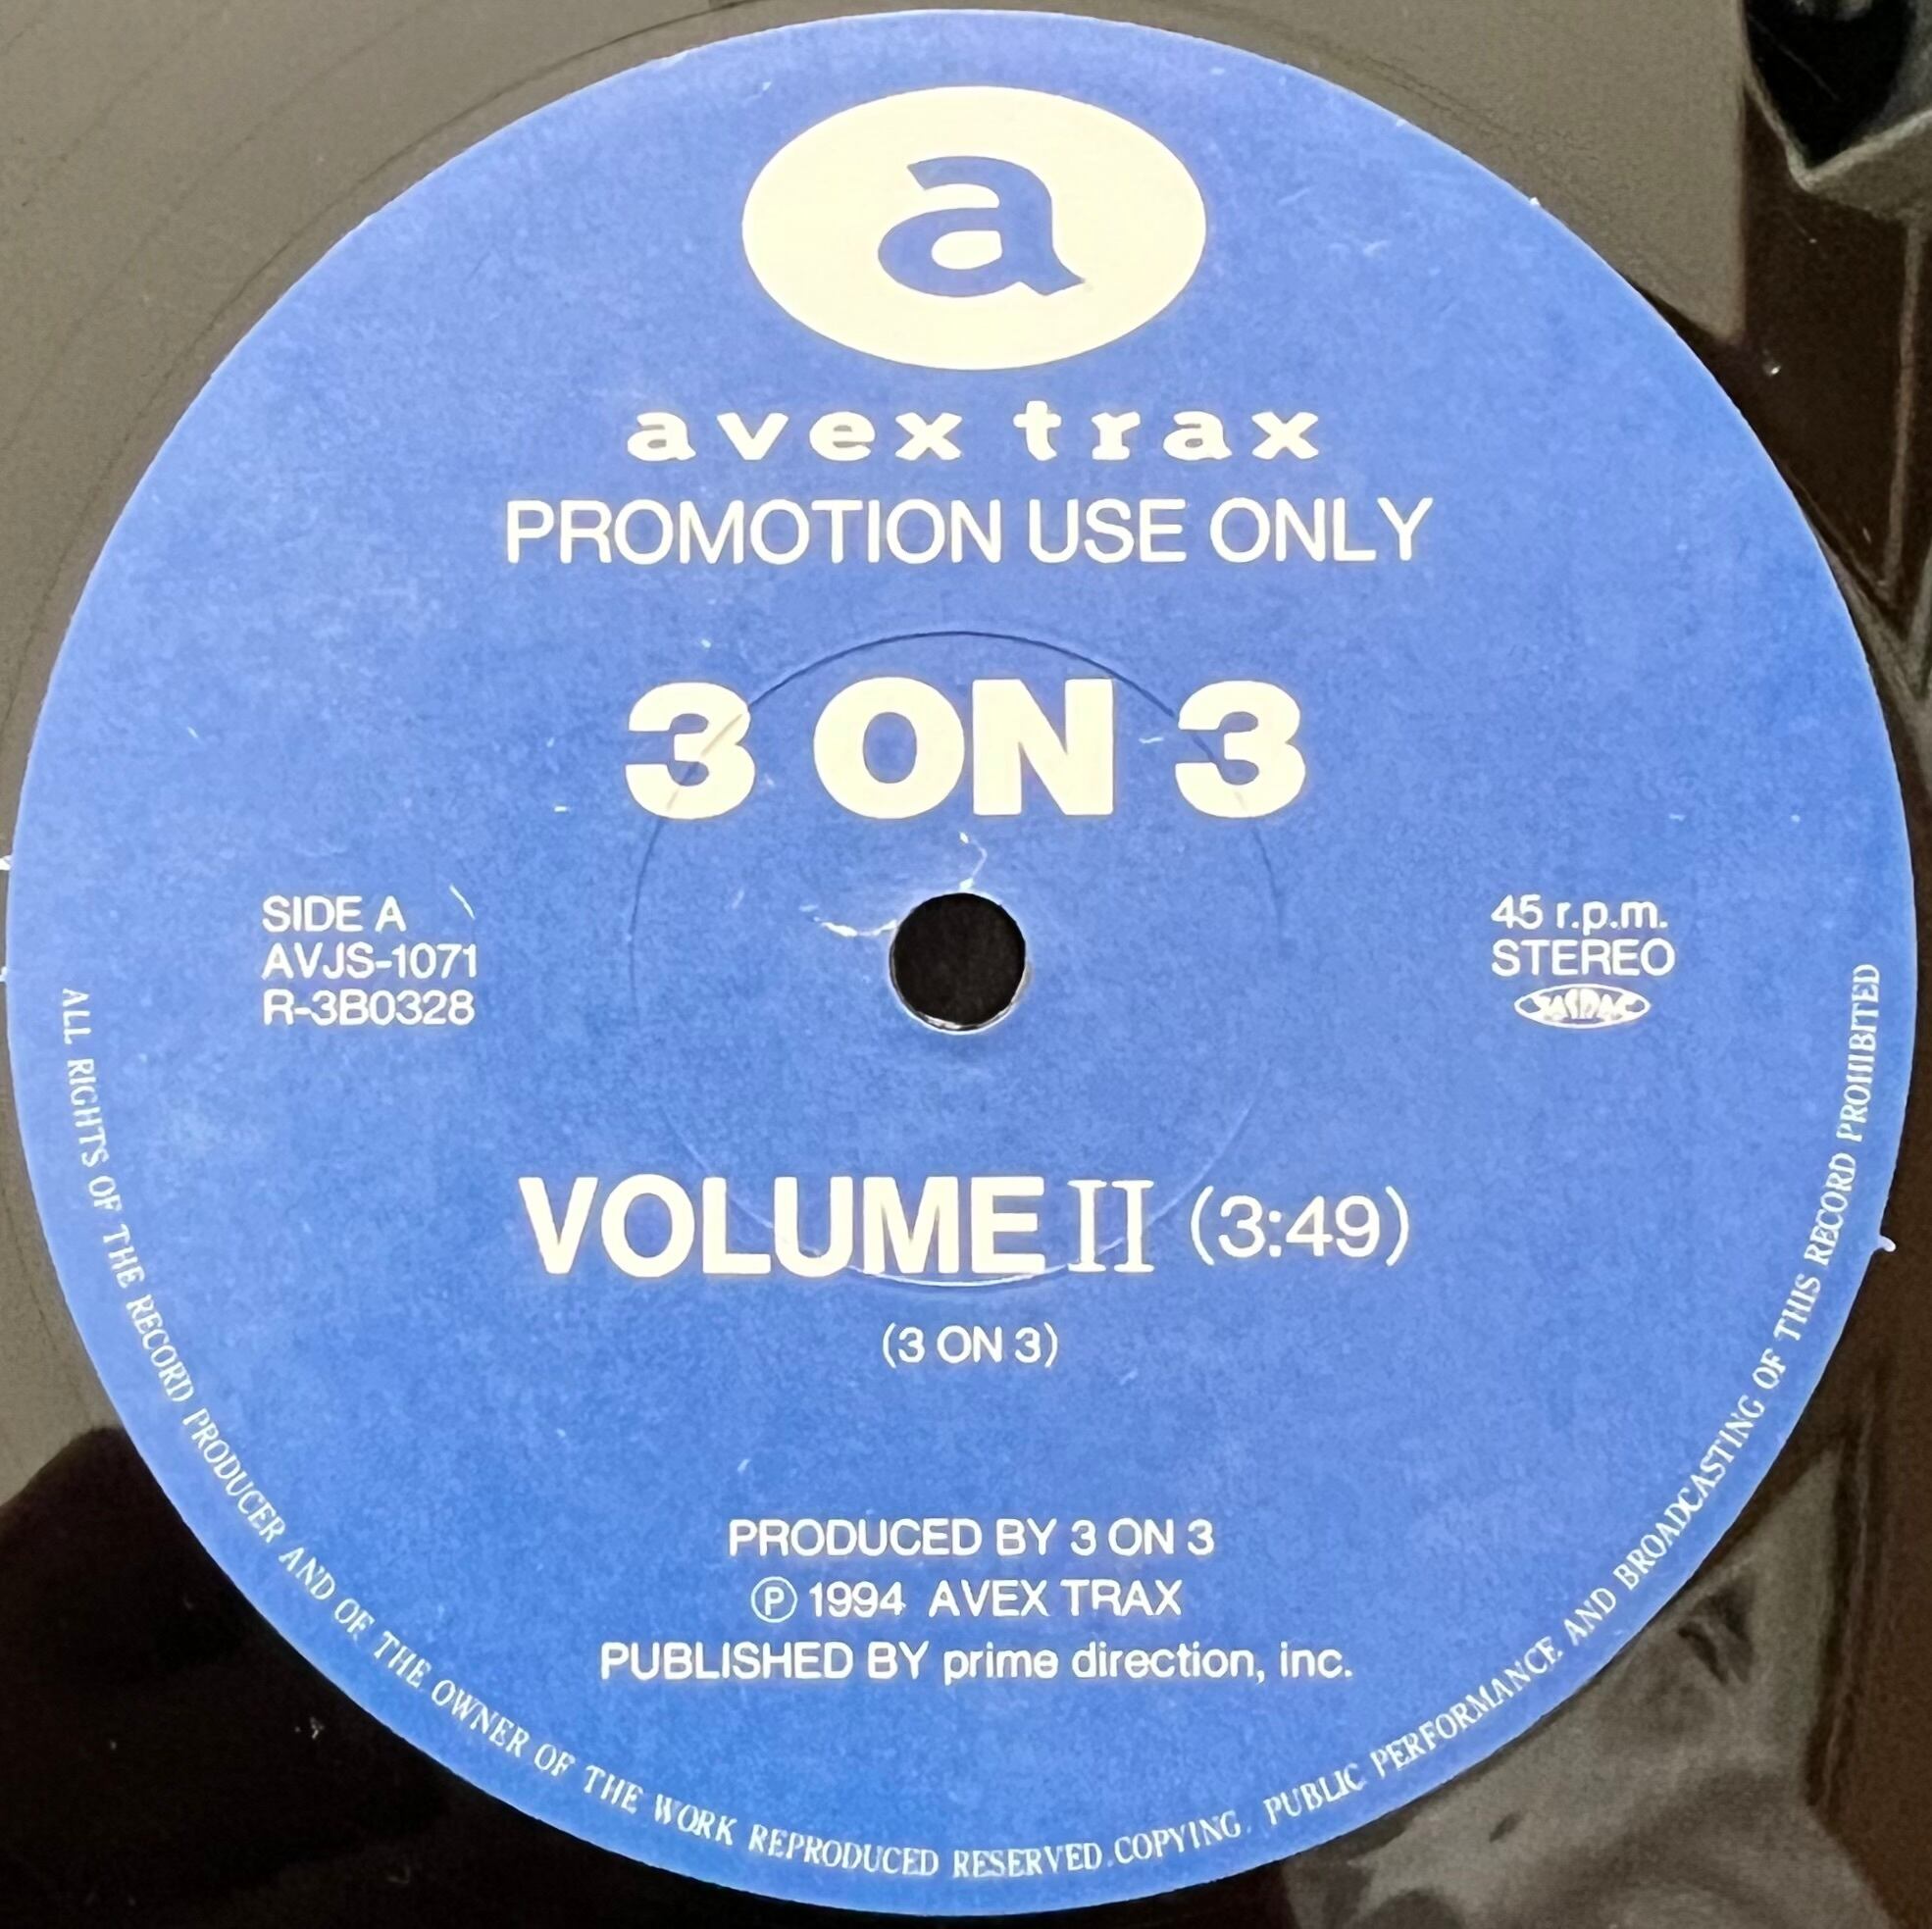 a
avex trax
PROMOTION USE ONLY
3 ON 3
SIDE A
AVJS-1071
R-3B0328
45 r.p.m.
STEREO
JASRAC
VOLUME II (3:49)
(3 ON 3)
PRODUCED BY 3 ON 3
Ⓟ 1994 AVEX TRAX
PUBLISHED BY prime direction, inc.
ALL RIGHTS OF THE RECORD PRODUCER AND OF THE OWNER OF THE WORK REPRODUCED RESERVED. COPYING, PUBLIC PERFORMANCE AND BROADCASTING OF THIS RECORD PROHIBITED